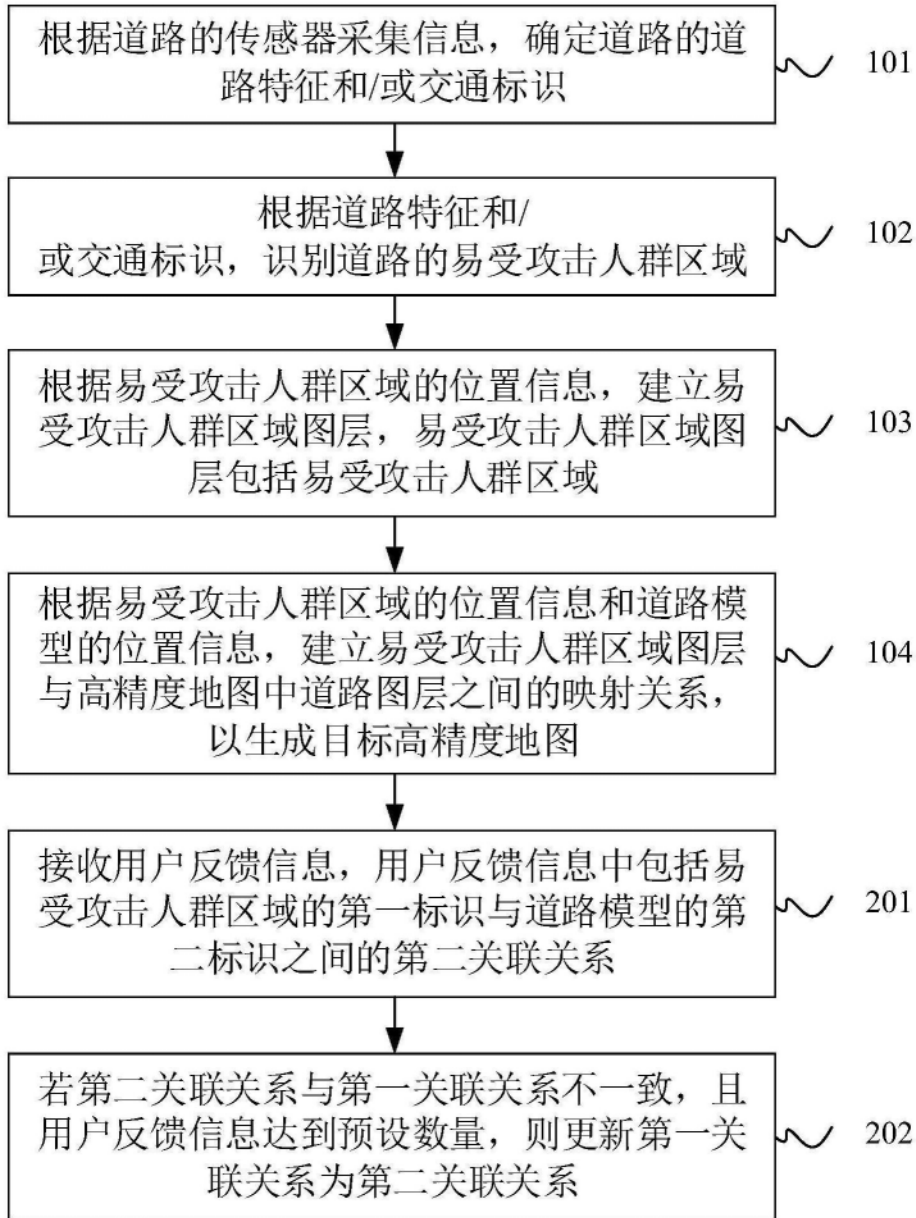 根据道路的传感器采集信息，确定道路的道
路特征和/或交通标识
101
根据道路特征和/
或交通标识，识别道路的易受攻击人群区域
102
根据易受攻击人群区域的位置信息，建立易
受攻击人群区域图层，易受攻击人群区域图
层包括易受攻击人群区域
103
根据易受攻击人群区域的位置信息和道路模
型的位置信息，建立易受攻击人群区域图层
与高精度地图中道路图层之间的映射关系，
以生成目标高精度地图
104
接收用户反馈信息，用户反馈信息中包括易
受攻击人群区域的第一标识与道路模型的第
二标识之间的第二关联关系
201
若第二关联关系与第一关联关系不一致，且
用户反馈信息达到预设数量，则更新第一关
联关系为第二关联关系
202